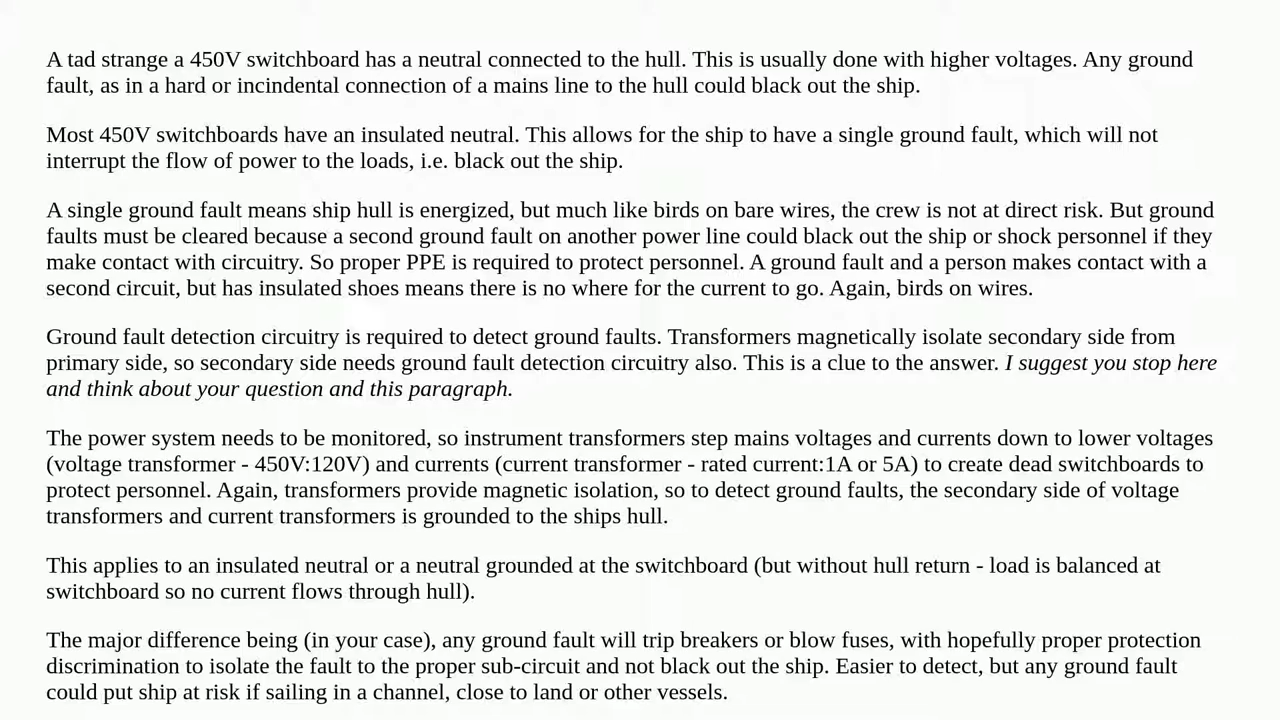 A tad strange a 450V switchboard has a neutral connected to the hull. This is usually done with higher voltages. Any ground
fault, as in a hard or incindental connection of a mains line to the hull could black out the ship.
Most 450V switchboards have an insulated neutral. This allows for the ship to have a single ground fault, which will not
interrupt the flow of power to the loads, i.e. black out the ship.
A single ground fault means ship hull is energized, but much like birds on bare wires, the crew is not at direct risk. But ground
faults must be cleared because a second ground fault on another power line could black out the ship or shock personnel if they
make contact with circuitry. So proper PPE is required to protect personnel. A ground fault and a person makes contact with a
second circuit, but has insulated shoes means there is no where for the current to go. Again, birds on wires.
Ground fault detection circuitry is required to detect ground faults. Transformers magnetically isolate secondary side from
primary side, so secondary side needs ground fault detection circuitry also. This is a clue to the answer. I suggest you stop here
and think about your question and this paragraph.
The power system needs to be monitored, so instrument transformers step mains voltages and currents down to lower voltages
(voltage transformer - 450V:120V) and currents (current transformer - rated current:1A or 5A) to create dead switchboards to
protect personnel. Again, transformers provide magnetic isolation, so to detect ground faults, the secondary side of voltage
transformers and current transformers is grounded to the ships hull.
This applies to an insulated neutral or a neutral grounded at the switchboard (but without hull return - load is balanced at
switchboard so no current flows through hull).
The major difference being (in your case), any ground fault will trip breakers or blow fuses, with hopefully proper protection
discrimination to isolate the fault to the proper sub-circuit and not black out the ship. Easier to detect, but any ground fault
could put ship at risk if sailing in a channel, close to land or other vessels.